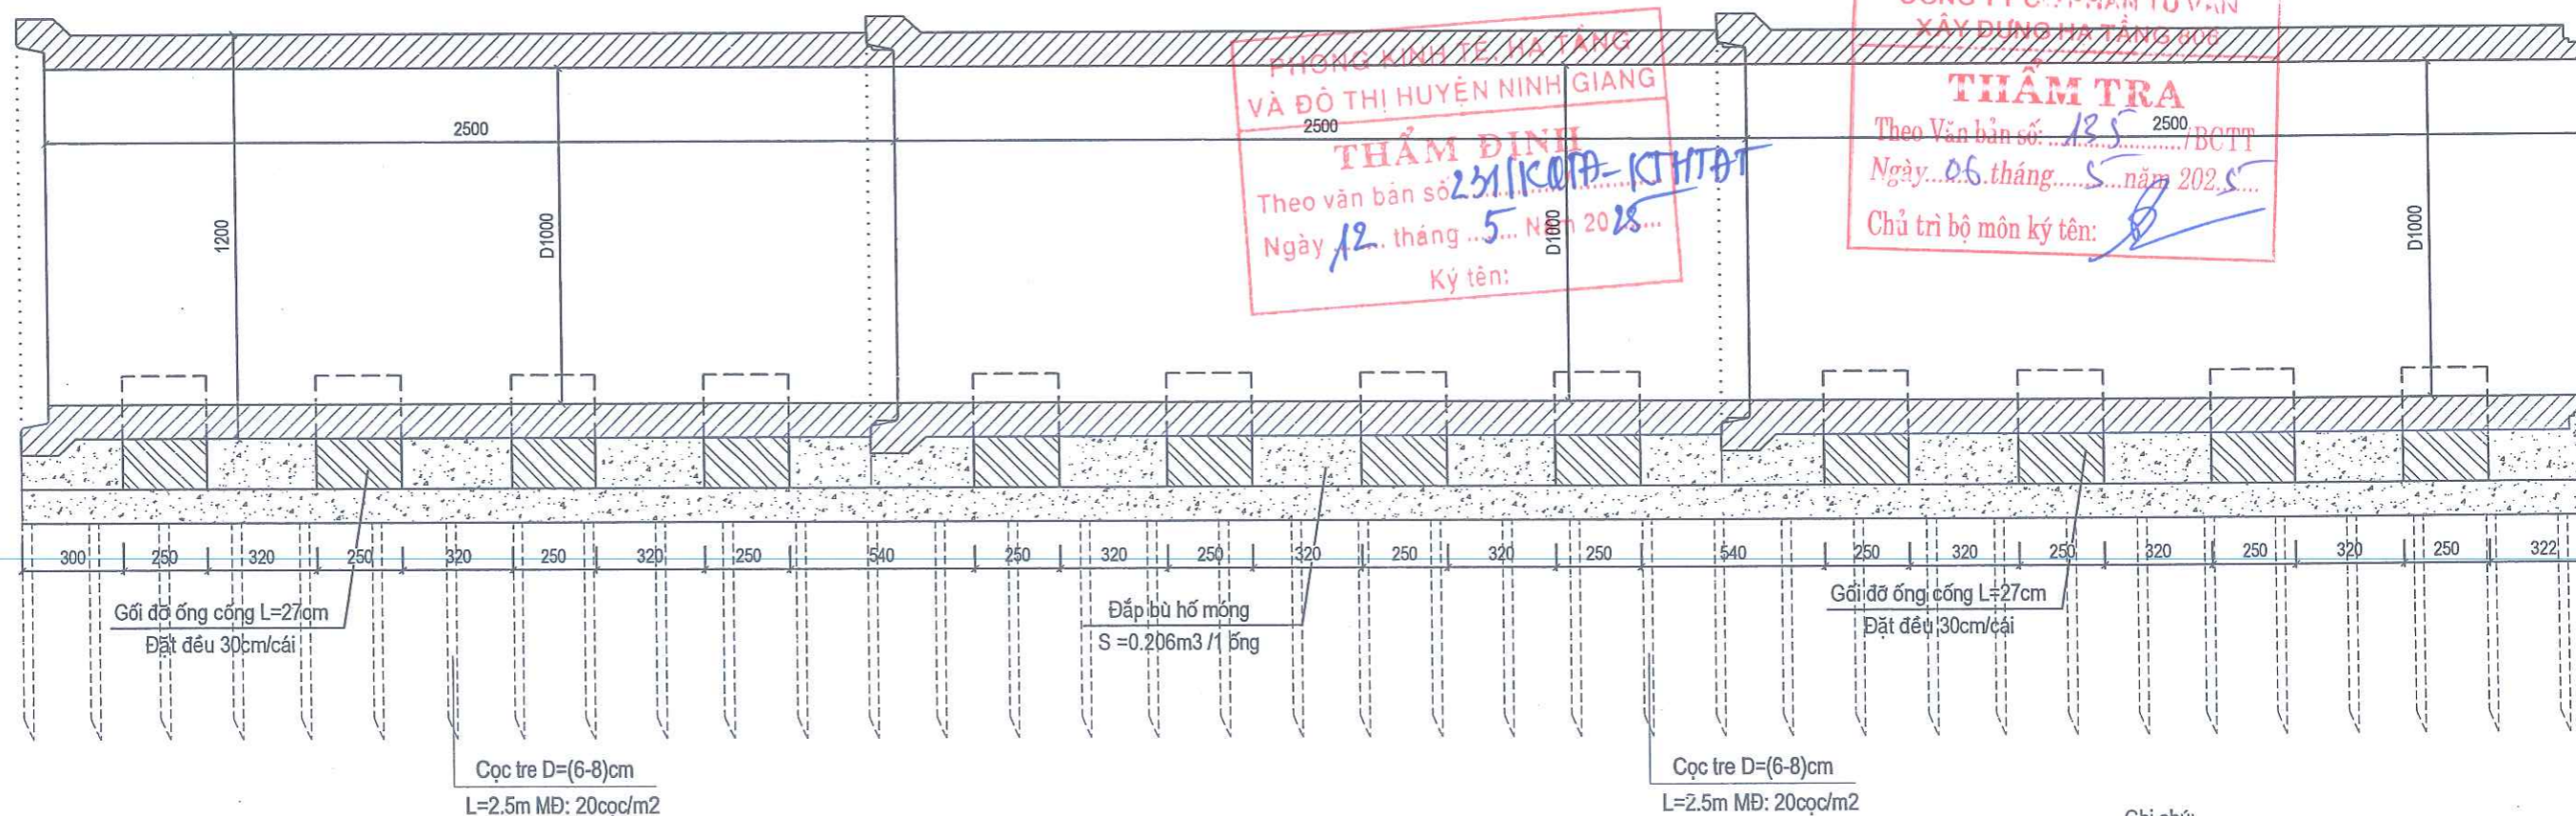 PHÒNG KINH TẾ, HẠ TẦNG
VÀ ĐÔ THỊ HUYỆN NINH GIANG
THẨM ĐỊNH
Theo văn bản số 231/KQTĐ-KTHTĐT
Ngày 12 tháng 5 Năm 2025
Ký tên:
XÂY DỰNG HẠ TẦNG 606
THẨM TRA
Theo Văn bản số: 135 /BCTT
Ngày 06 tháng 5 năm 2025
Chủ trì bộ môn ký tên:
2500
2500
2500
1200
D1000
D1000
D1000
300 250 320 250 320 250 320 250 540 250 320 250 320 250 320 250 540 250 320 250 320 250 320 250 322
Gối đỡ ống cống L=27cm
Đặt đều 30cm/cái
Đắp bù hố móng
S =0.206m3 /1 ống
Gối đỡ ống cống L=27cm
Đặt đều 30cm/cái
Cọc tre D=(6-8)cm
L=2.5m MĐ: 20cọc/m2
Cọc tre D=(6-8)cm
L=2.5m MĐ: 20cọc/m2